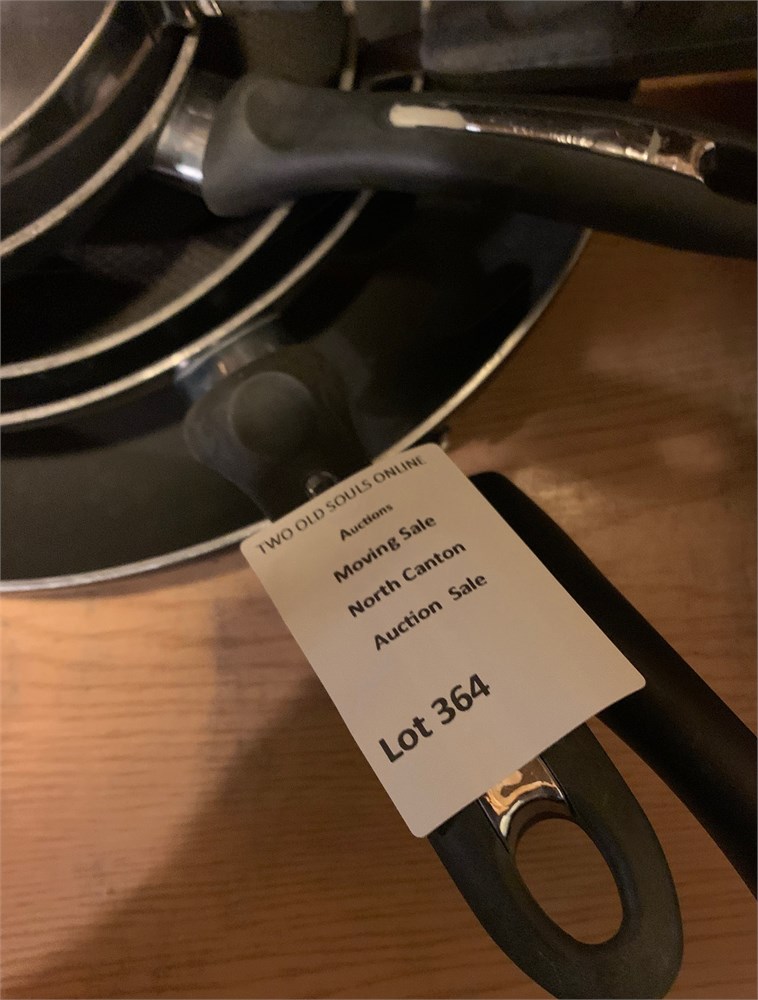 TWO OLD SOULS ONLINE
Auctions
Moving Sale
North Canton
Auction Sale
Lot 364